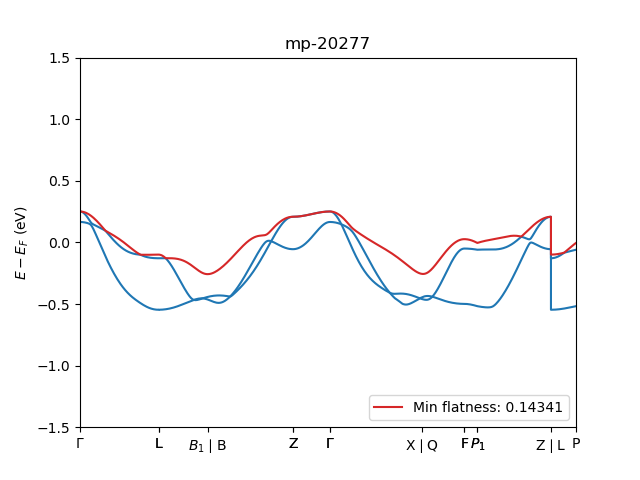 mp-20277
1.5
1.0
0.5
0.0
−0.5
−1.0
−1.5
E − E_F (eV)
Min flatness: 0.14341
Γ L B₁ | B Z Γ X | Q F P₁ Z | L P